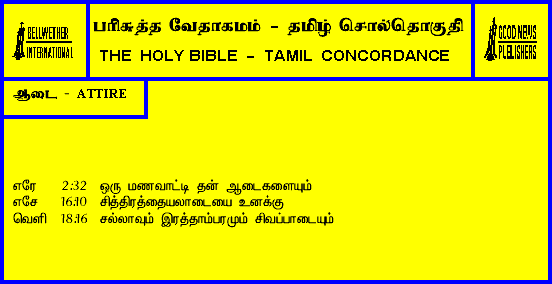 BELLWETHER
INTERNATIONAL
பரிசுத்த வேதாகமம் - தமிழ் சொல்தொகுதி
THE HOLY BIBLE - TAMIL CONCORDANCE
GOOD NEWS
PUBLISHERS
ஆடை - ATTIRE
எரே 2:32 ஒரு மணவாட்டி தன் ஆடைகளையும்
எசே 16:10 சித்திரத்தையலாடையை உனக்கு
வெளி 18:16 சல்லாவும் இரத்தாம்பரமும் சிவப்பாடையும்